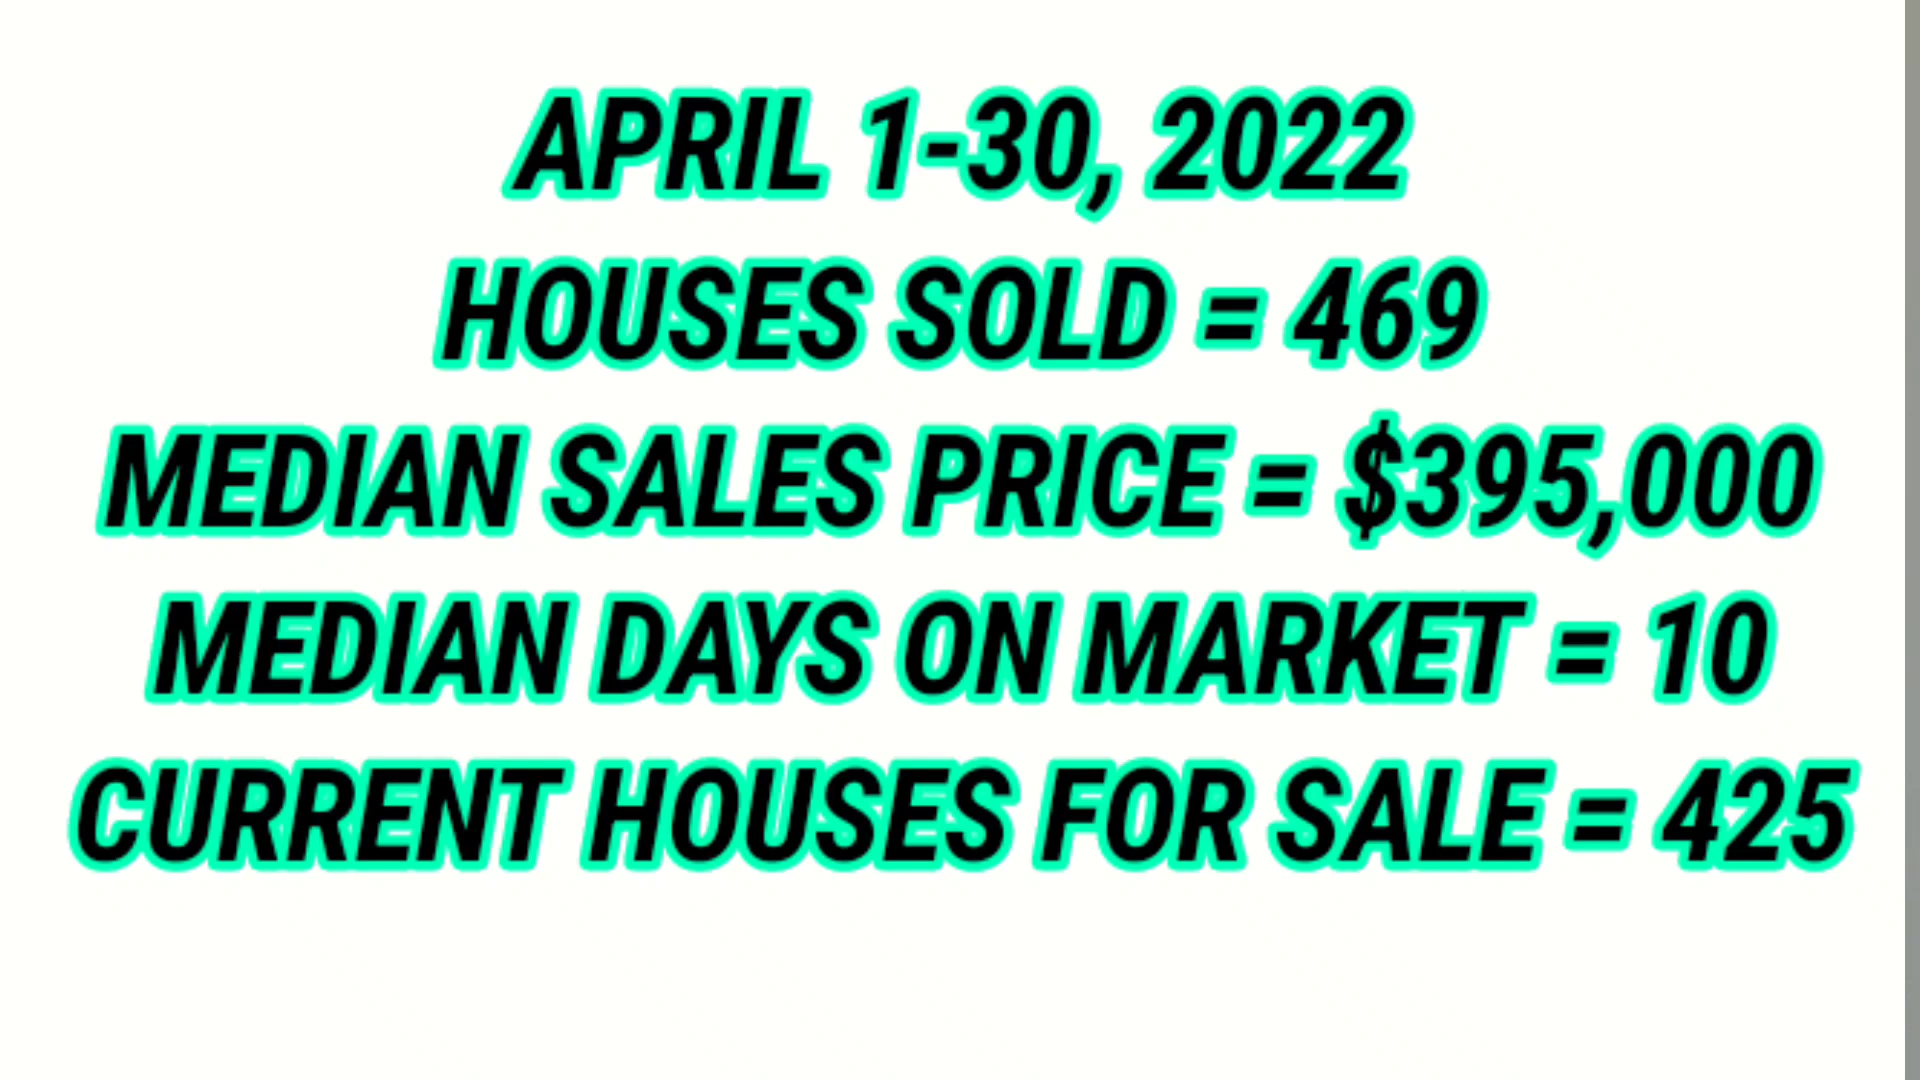 APRIL 1-30, 2022
HOUSES SOLD = 469
MEDIAN SALES PRICE = $395,000
MEDIAN DAYS ON MARKET = 10
CURRENT HOUSES FOR SALE = 425